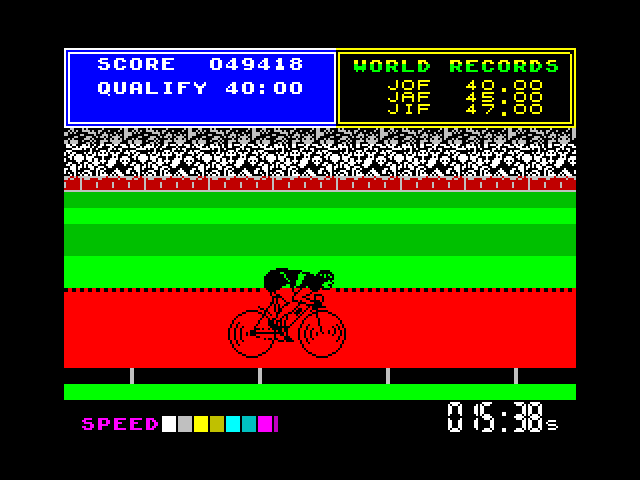 SCORE 049418
QUALIFY 40:00
WORLD RECORDS
JOF 40:00
JAF 45:00
JIF 47:00
SPEED
015:38s